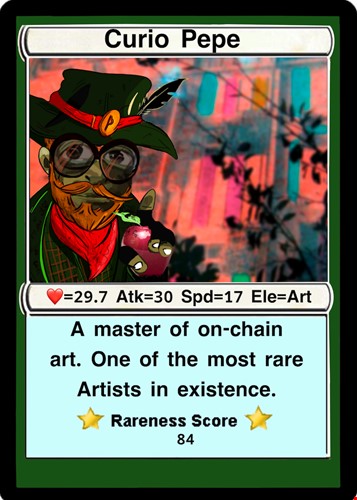 Curio Pepe
P
❤️=29.7 Atk=30 Spd=17 Ele=Art
A master of on-chain
art. One of the most rare
Artists in existence.
Rareness Score
84